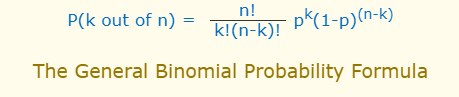 P(k out of n) = n! / k!(n-k)! p^k(1-p)^(n-k)
The General Binomial Probability Formula